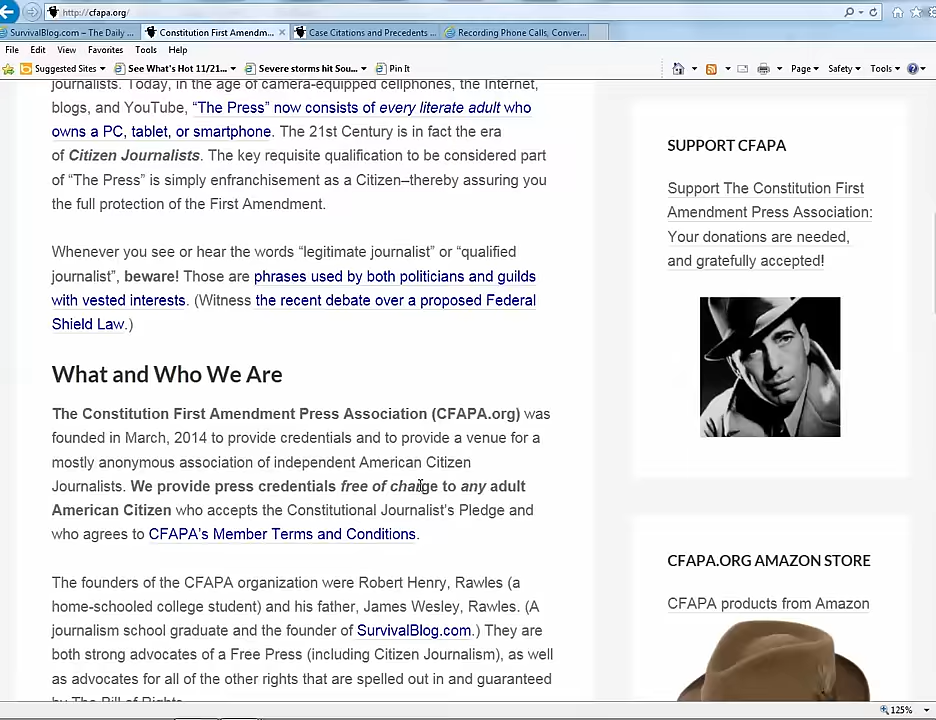 http://cfapa.org/
SurvivalBlog.com – The Daily ...
Constitution First Amendm...
Case Citations and Precedents ...
Recording Phone Calls, Conver...
File Edit View Favorites Tools Help
Suggested Sites
See What's Hot 11/21...
Severe storms hit Sou...
Pin It
Page
Safety
Tools
journalists. Today, in the age of camera-equipped cellphones, the Internet,
blogs, and YouTube, “The Press” now consists of every literate adult who
owns a PC, tablet, or smartphone. The 21st Century is in fact the era
of Citizen Journalists. The key requisite qualification to be considered part
of “The Press” is simply enfranchisement as a Citizen–thereby assuring you
the full protection of the First Amendment.
Whenever you see or hear the words “legitimate journalist” or “qualified
journalist”, beware! Those are phrases used by both politicians and guilds
with vested interests. (Witness the recent debate over a proposed Federal
Shield Law.)
What and Who We Are
The Constitution First Amendment Press Association (CFAPA.org) was
founded in March, 2014 to provide credentials and to provide a venue for a
mostly anonymous association of independent American Citizen
Journalists. We provide press credentials free of charge to any adult
American Citizen who accepts the Constitutional Journalist's Pledge and
who agrees to CFAPA's Member Terms and Conditions.
The founders of the CFAPA organization were Robert Henry, Rawles (a
home-schooled college student) and his father, James Wesley, Rawles. (A
journalism school graduate and the founder of SurvivalBlog.com.) They are
both strong advocates of a Free Press (including Citizen Journalism), as well
as advocates for all of the other rights that are spelled out in and guaranteed
by The Bill of Rights.
SUPPORT CFAPA
Support The Constitution First
Amendment Press Association:
Your donations are needed,
and gratefully accepted!
CFAPA.ORG AMAZON STORE
CFAPA products from Amazon
125%